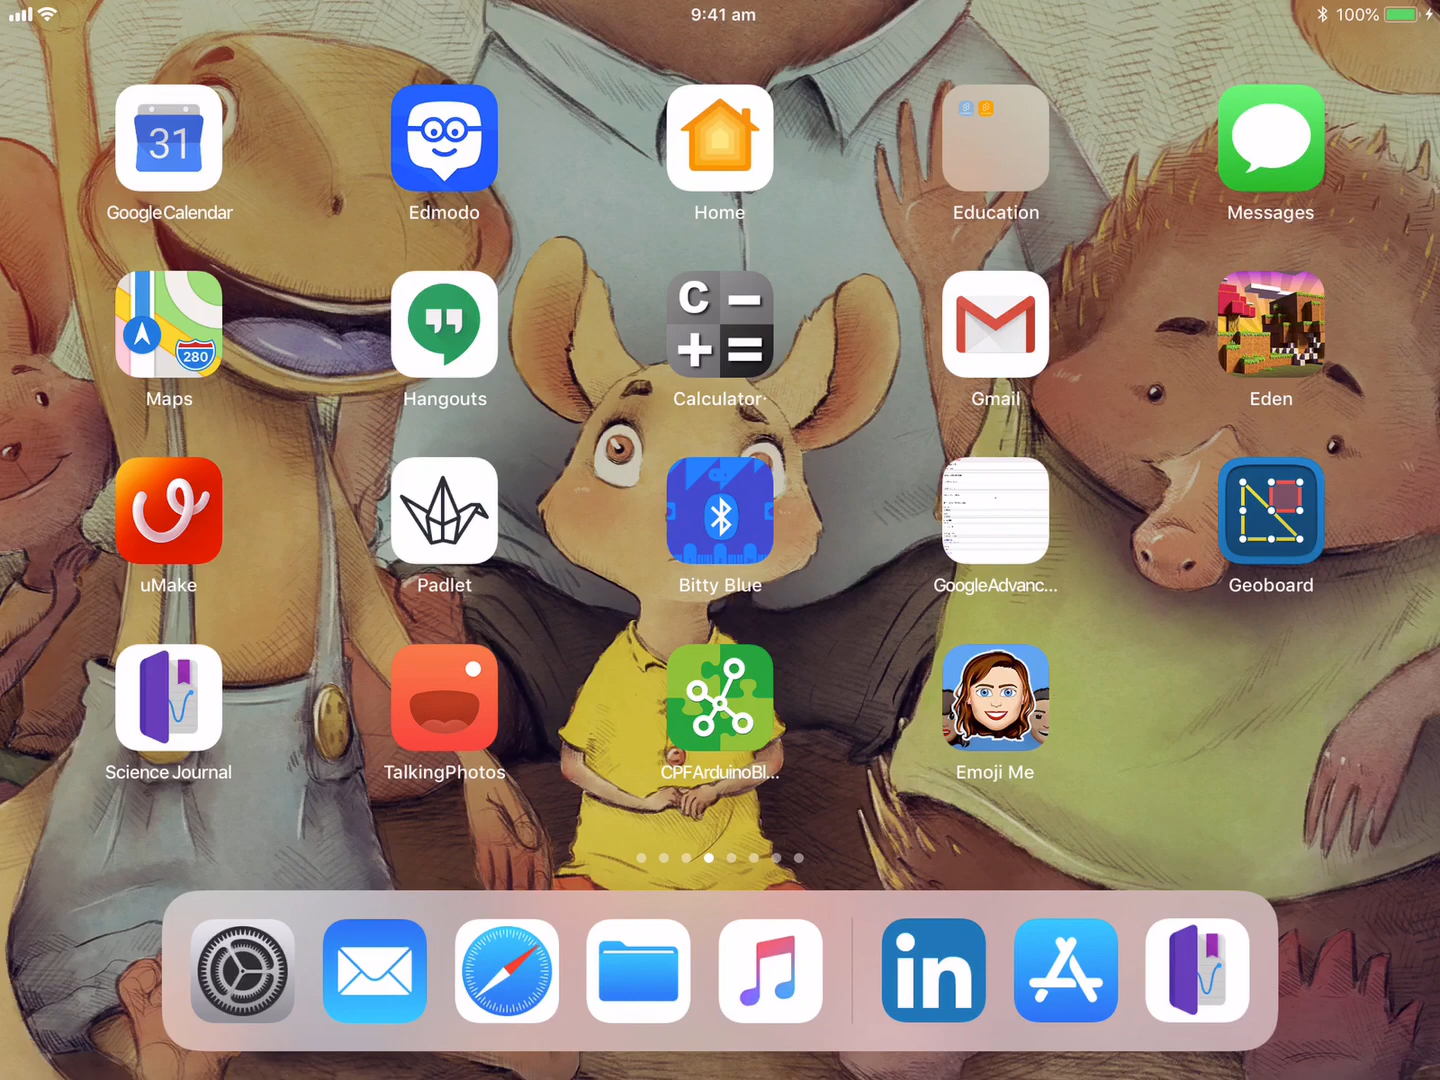 9:41 am
100%
31
Google Calendar
Edmodo
Home
Education
Messages
280
C
Maps
Hangouts
Calculator
Gmail
Eden
uMake
Padlet
Bitty Blue
GoogleAdvanc...
Geoboard
Science Journal
TalkingPhotos
CPFArduinoBl...
Emoji Me
in